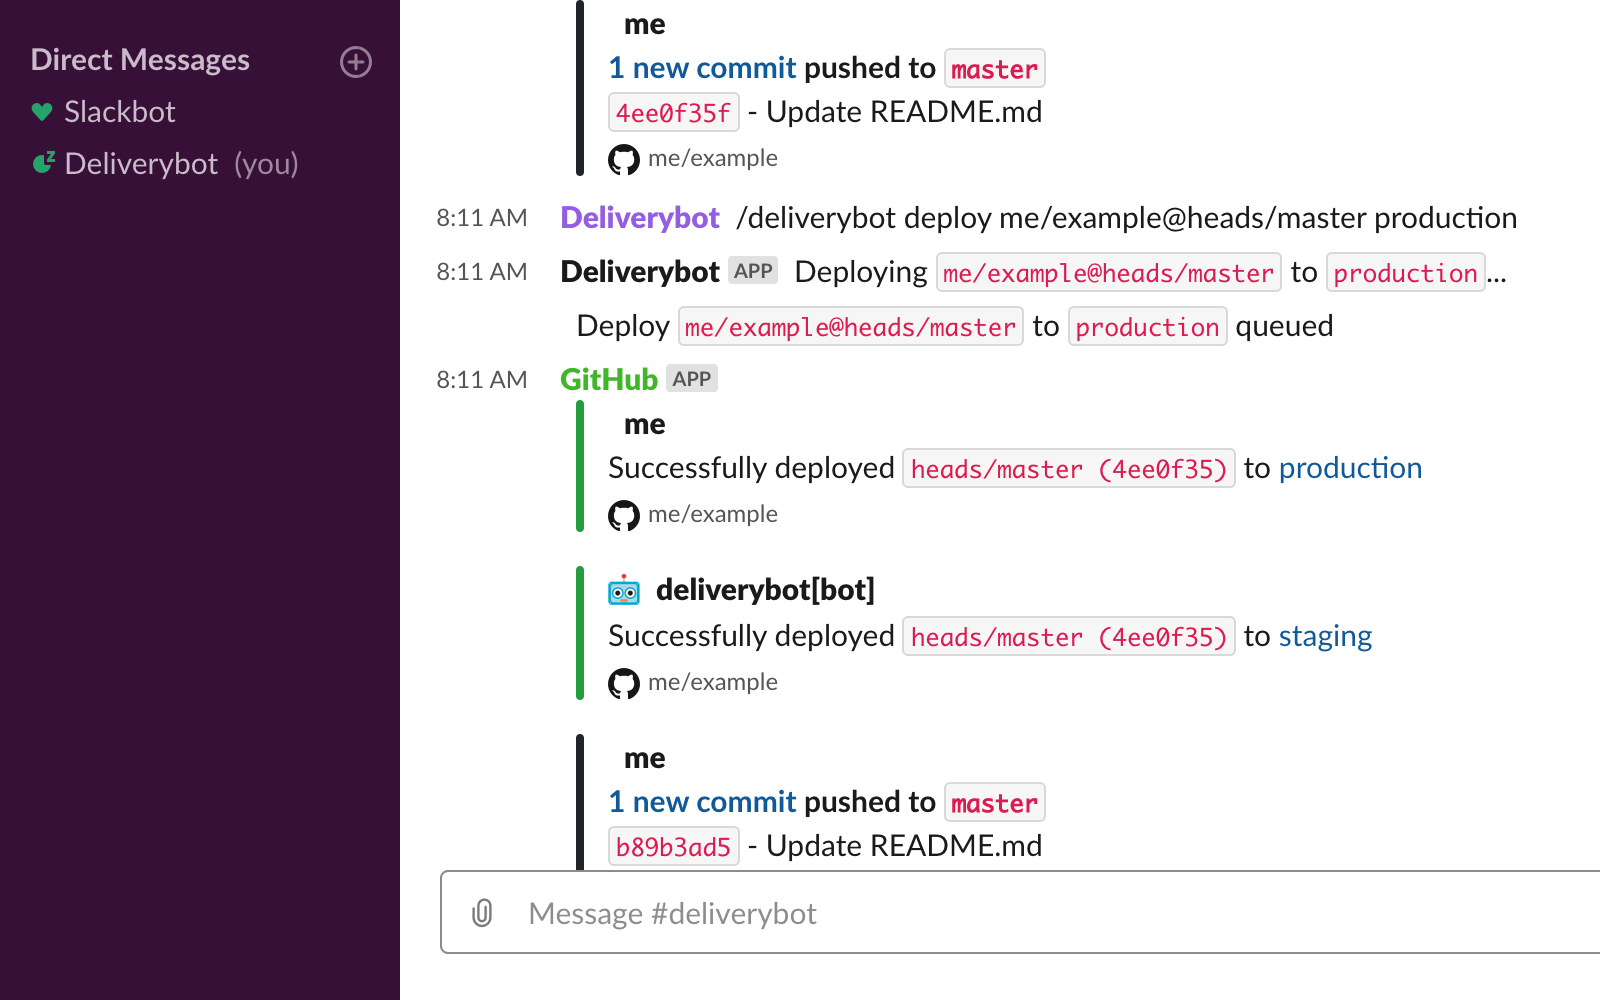 Direct Messages
Slackbot
Deliverybot (you)
me
1 new commit pushed to master
4ee0f35f - Update README.md
me/example
8:11 AM Deliverybot /deliverybot deploy me/example@heads/master production
8:11 AM Deliverybot APP Deploying me/example@heads/master to production...
Deploy me/example@heads/master to production queued
8:11 AM GitHub APP
me
Successfully deployed heads/master (4ee0f35) to production
me/example
deliverybot[bot]
Successfully deployed heads/master (4ee0f35) to staging
me/example
me
1 new commit pushed to master
b89b3ad5 - Update README.md
Message #deliverybot